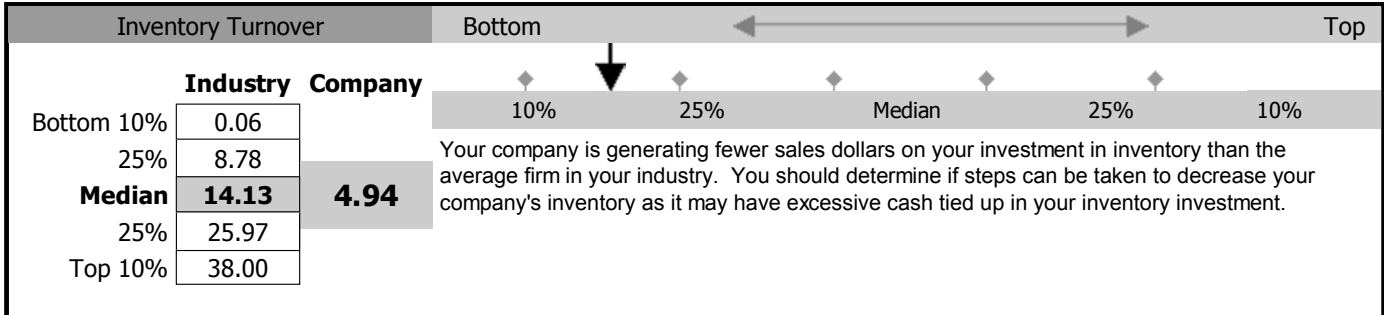 Inventory Turnover Bottom Top
Industry Company
10% 25% Median 25% 10%
Bottom 10% 0.06
25% 8.78
Median 14.13 4.94
25% 25.97
Top 10% 38.00
Your company is generating fewer sales dollars on your investment in inventory than the
average firm in your industry. You should determine if steps can be taken to decrease your
company's inventory as it may have excessive cash tied up in your inventory investment.